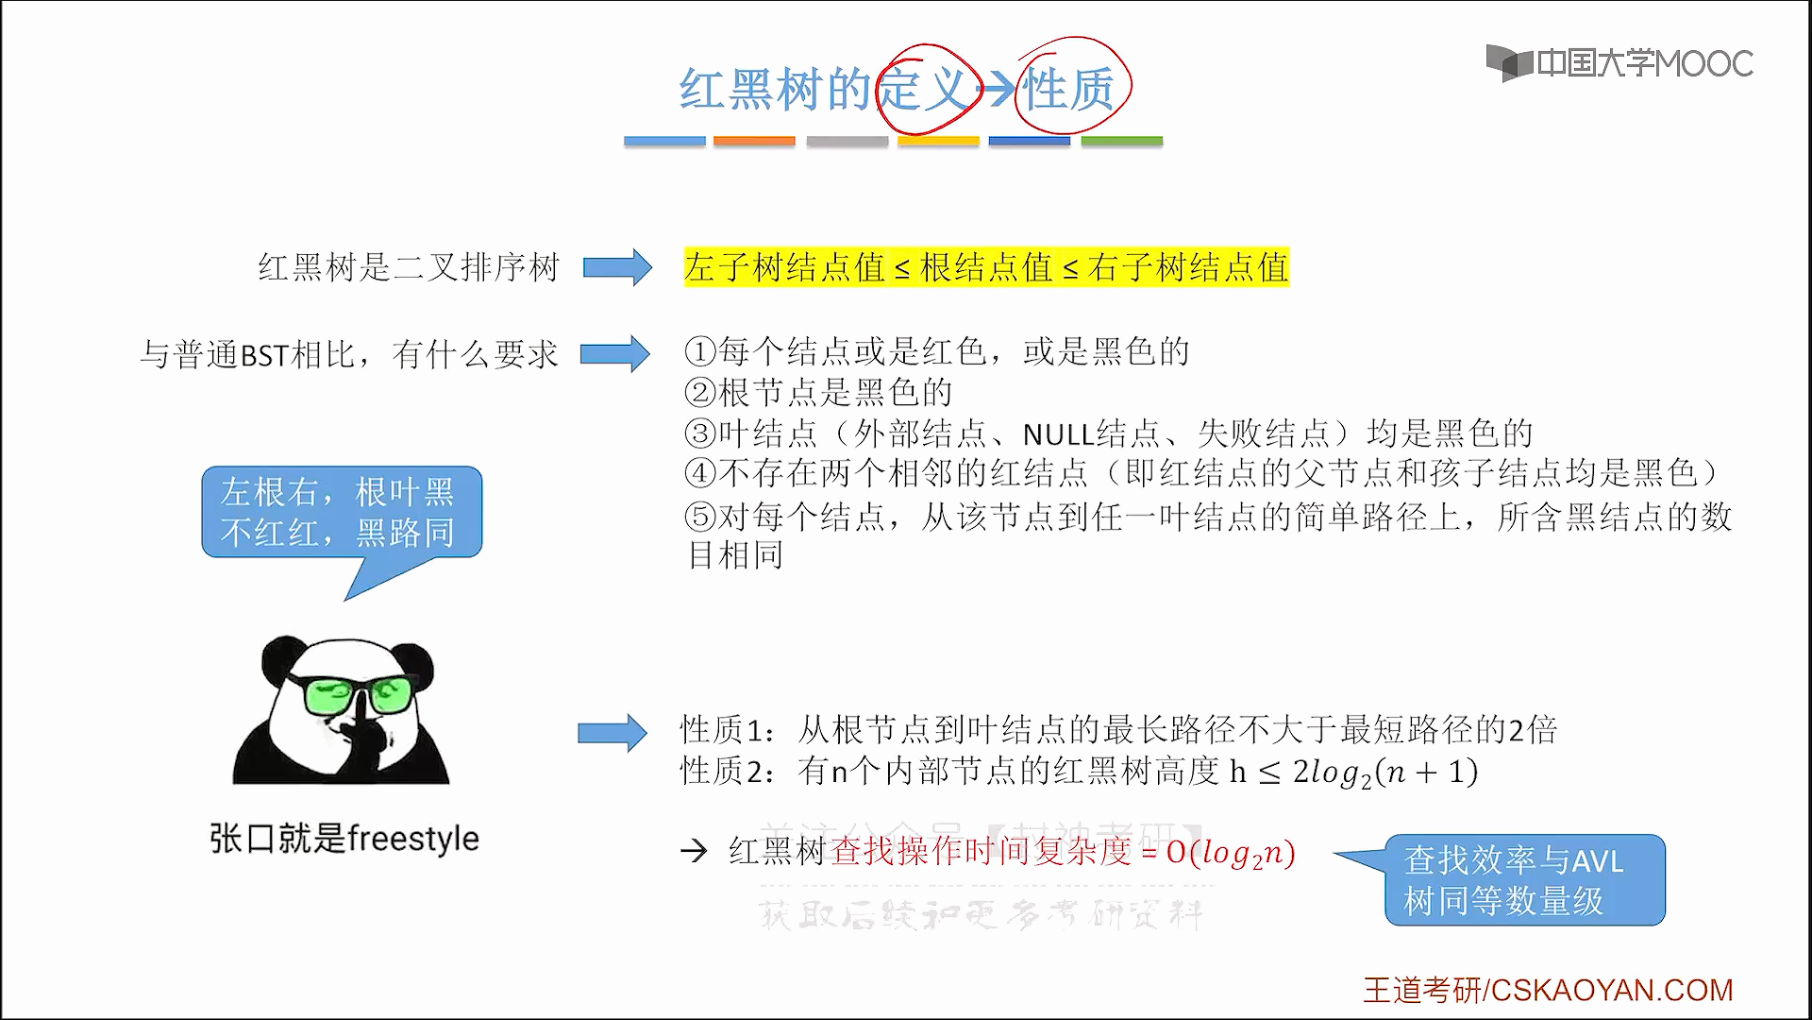 中国大学MOOC
红黑树的定义→性质
红黑树是二叉排序树
左子树结点值 ≤ 根结点值 ≤ 右子树结点值
与普通BST相比，有什么要求
①每个结点或是红色，或是黑色的
②根节点是黑色的
③叶结点（外部结点、NULL结点、失败结点）均是黑色的
④不存在两个相邻的红结点（即红结点的父节点和孩子结点均是黑色）
⑤对每个结点，从该节点到任一叶结点的简单路径上，所含黑结点的数
目相同
左根右，根叶黑
不红红，黑路同
张口就是freestyle
性质1：从根节点到叶结点的最长路径不大于最短路径的2倍
性质2：有n个内部节点的红黑树高度 h ≤ 2log₂(n + 1)
关注公众号【封神考研】
→ 红黑树查找操作时间复杂度 = O(log₂n)
查找效率与AVL
树同等数量级
获取后续和更多考研资料
王道考研/CSKAOYAN.COM